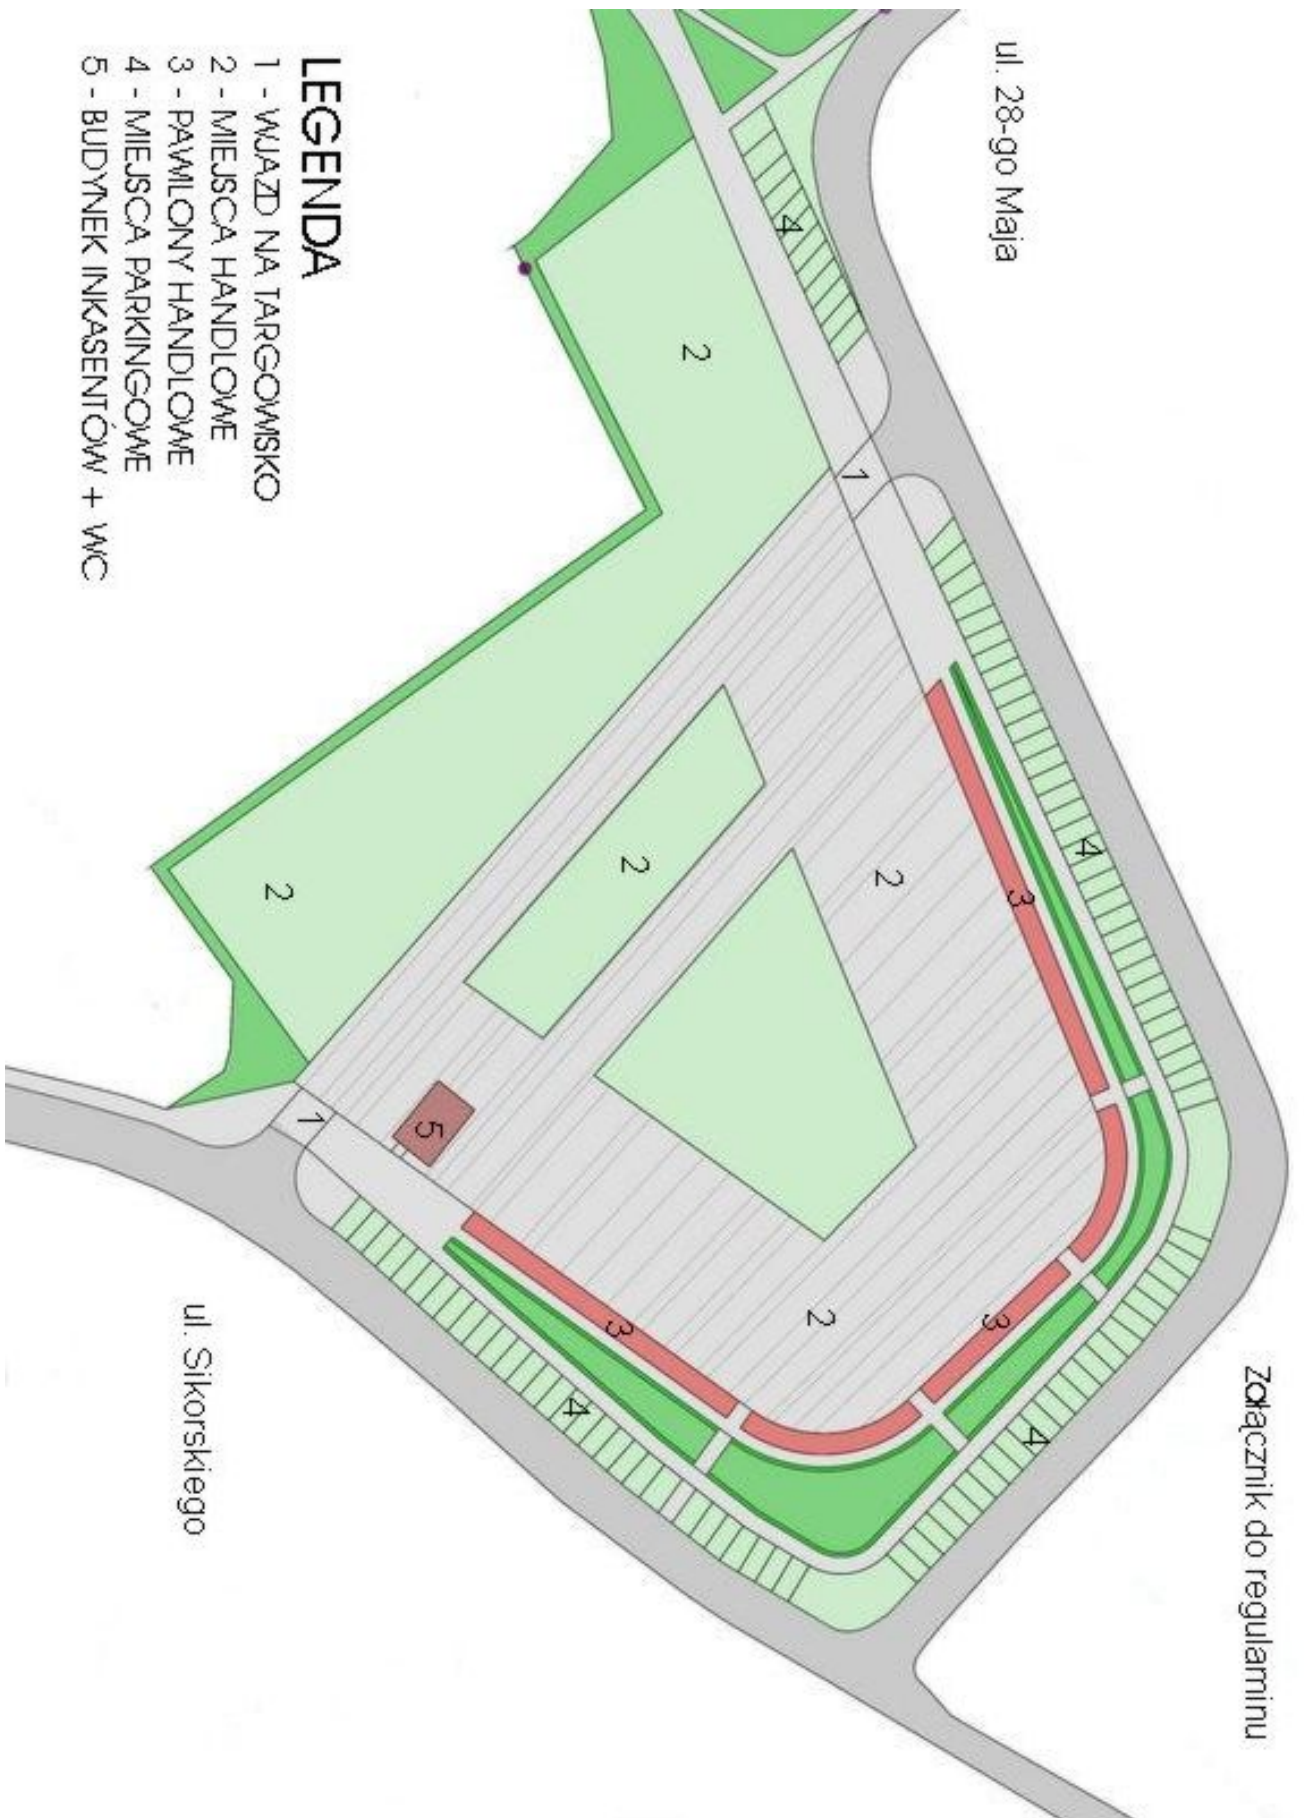 Załącznik do regulaminu
ul. 28-go Maja
4
1
4
2
3
2
4
3
2
2
2
3
4
5
1
2
ul. Sikorskiego
LEGENDA
1 - WJAZD NA TARGOWISKO
2 - MIEJSCA HANDLOWE
3 - PAWILONY HANDLOWE
4 - MIEJSCA PARKINGOWE
5 - BUDYNEK INKASENTÓW + WC